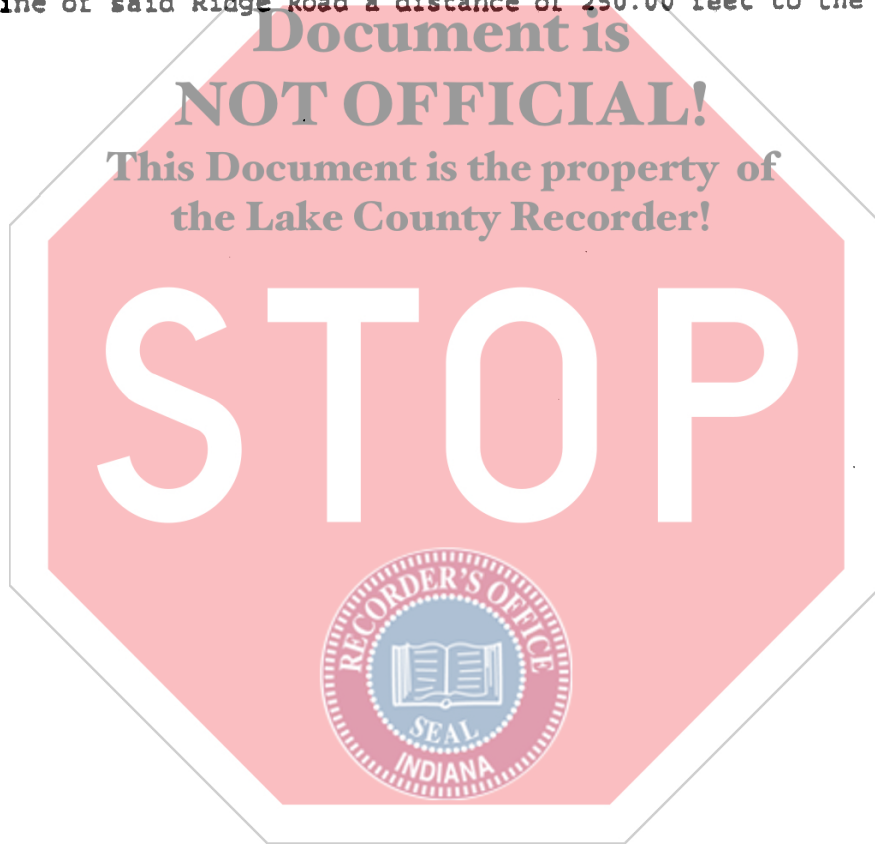 ine of said Ridge Road a distance of 250.00 feet to the
Document is
NOT OFFICIAL!
This Document is the property of
the Lake County Recorder!
STOP
RECORDER'S OFFICE
SEAL
INDIANA